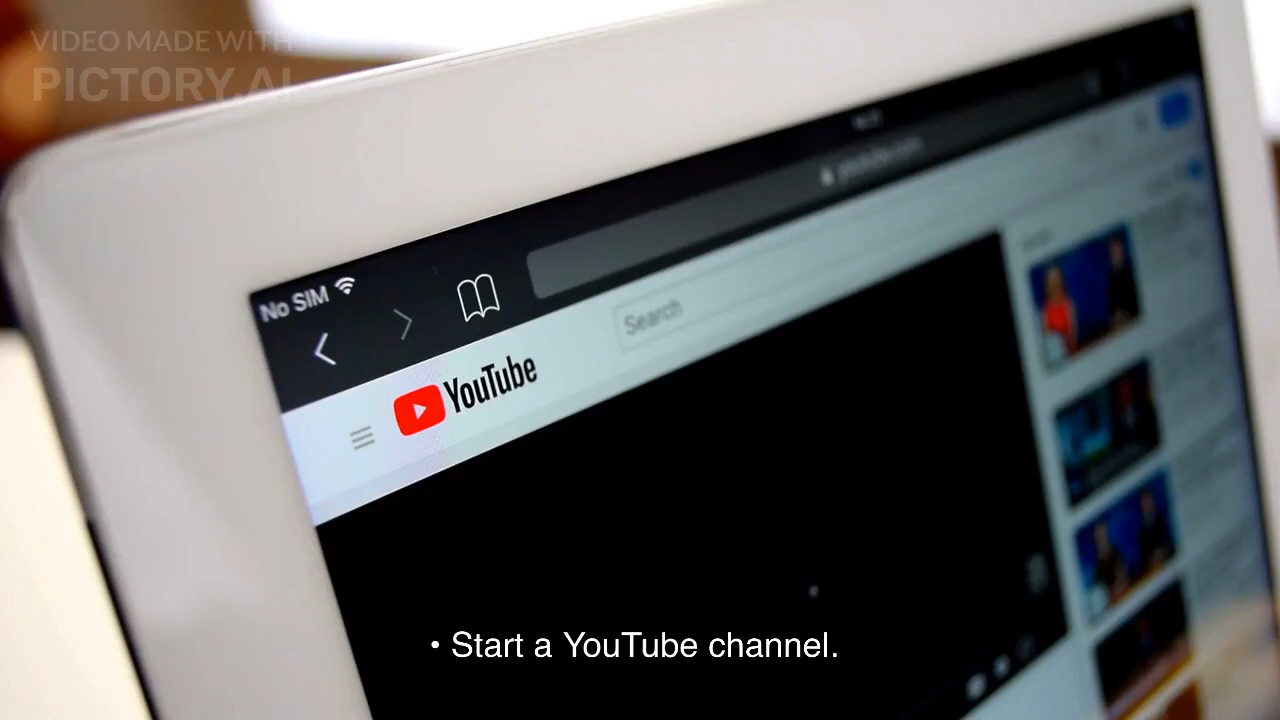 VIDEO MADE WITH
PICTORY.AI
No SIM
Search
YouTube
• Start a YouTube channel.